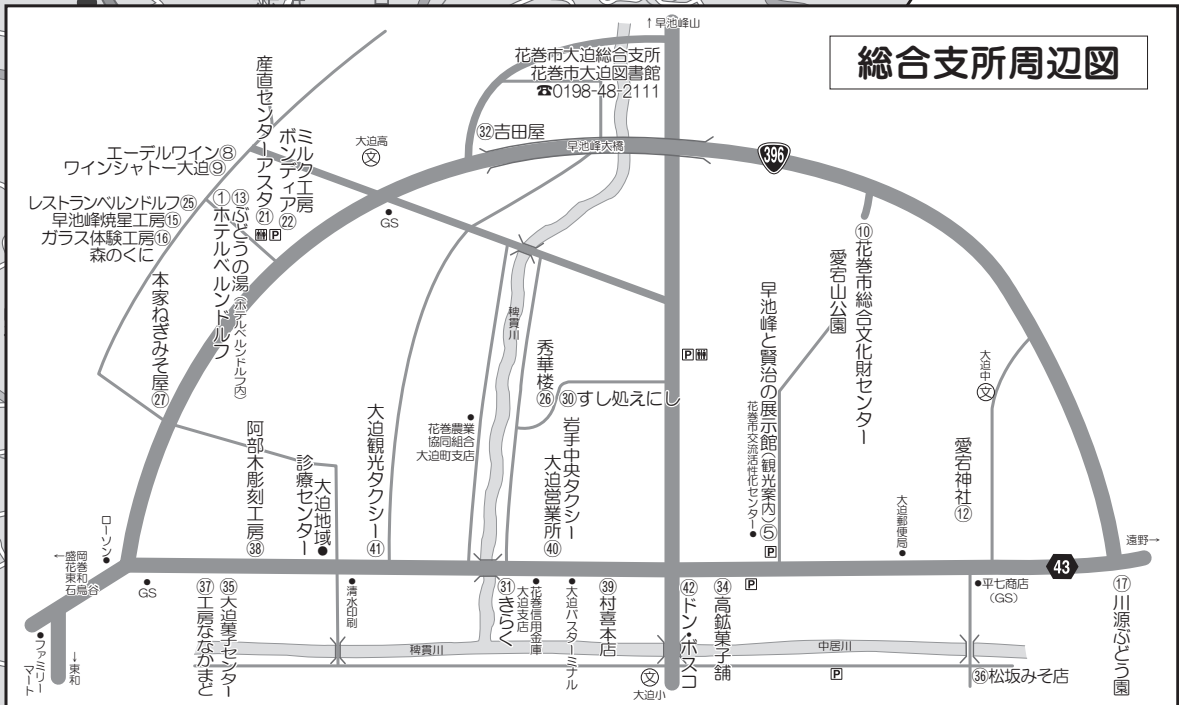 総合支所周辺図
↑早池峰山
花巻市大迫総合支所
花巻市大迫図書館
☎0198-48-2111
㉜吉田屋
早池峰大橋
396
大迫高
文
GS
産直センターアスタ㉑
ミルク工房
ボンディア㉒
P
エーデルワイン⑧
ワインシャトー大迫⑨
レストランベルンドルフ㉕
早池峰焼星工房⑮
ガラス体験工房⑯
森のくに
⑬ぶどうの湯(ホテルベルンドルフ内)
①ホテルベルンドルフ
本家ねぎみそ屋㉗
稗貫川
秀華楼㉖
㉚すし処えにし
P
⑩花巻市総合文化財センター
愛宕山公園
早池峰と賢治の展示館(観光案内)⑤
花巻市交流活性化センター
P
大迫中
文
愛宕神社⑫
大迫郵便局
花巻農業
協同組合
大迫町支店
岩手中央タクシー
大迫営業所㊵
大迫観光タクシー㊶
大迫地域
診療センター
阿部木彫刻工房㊳
ローソン
←盛岡
花巻
東和
石鳥谷
GS
ファミリー
マート
↓東和
43
遠野→
㊲工房ななかまど
㉟大迫菓子センター
清水印刷
㉛きらく
花巻信用金庫
大迫支店
大迫バスターミナル
㊴村喜本店
㊷ドン・ボスコ
㉞高鉱菓子舗
P
平七商店
(GS)
⑰川源ぶどう園
稗貫川
中居川
文
大迫小
P
㊱松坂みそ店